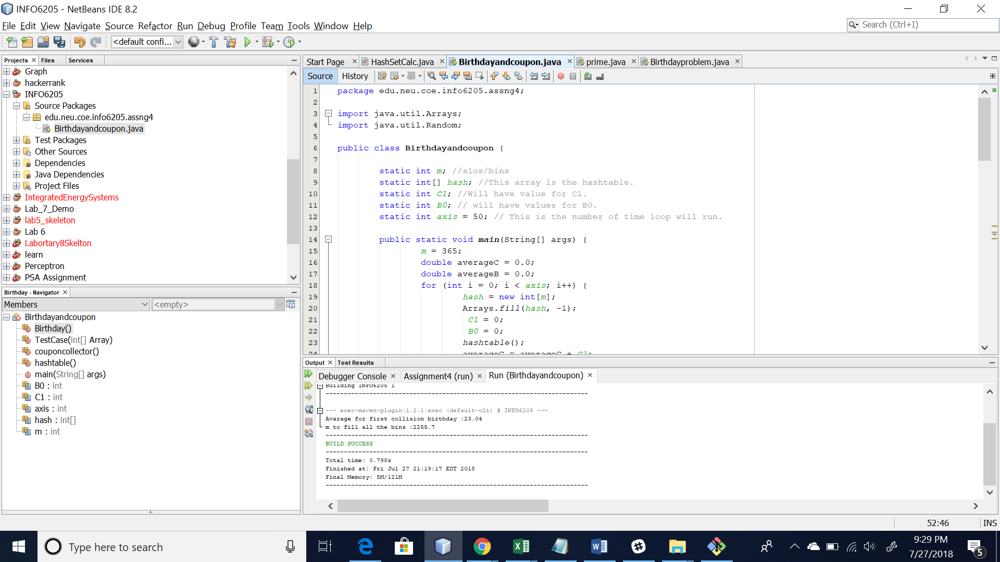 INFO6205 - NetBeans IDE 8.2
File Edit View Navigate Source Refactor Run Debug Profile Team Tools Window Help
Search (Ctrl+I)
<default confi...
Projects Files Services
Graph
hackerrank
INFO6205
Source Packages
edu.neu.coe.info6205.assng4
Birthdayandcoupon.java
Test Packages
Other Sources
Dependencies
Java Dependencies
Project Files
IntegratedEnergySystems
Lab_7_Demo
lab5_skeleton
Lab 6
Labortary8Skelton
learn
Perceptron
PSA Assignment
Birthday - Navigator
Members
<empty>
Birthdayandcoupon
Birthday()
TestCase(int[] Array)
couponcollector()
hashtable()
main(String[] args)
B0 : int
C1 : int
axis : int
hash : int[]
m : int
Start Page HashSetCalc.java Birthdayandcoupon.java prime.java Birthdayproblem.java
Source History
1 package edu.neu.coe.info6205.assng4;
2
3 import java.util.Arrays;
4 import java.util.Random;
5
6 public class Birthdayandcoupon {
7
8 static int m; //slos/bins
9 static int[] hash; //This array is the hashtable.
10 static int C1; //Will have value for C1.
11 static int B0; // will have values for B0.
12 static int axis = 50; // This is the number of time loop will run.
13
14 public static void main(String[] args) {
15 m = 365;
16 double averageC = 0.0;
17 double averageB = 0.0;
18 for (int i = 0; i < axis; i++) {
19 hash = new int[m];
20 Arrays.fill(hash, -1);
21 C1 = 0;
22 B0 = 0;
23 hashtable();
24 averageC = averageC + C1;
Output Test Results
Debugger Console Assignment4 (run) Run (Birthdayandcoupon)
Building INFO6205 1
------------------------------------------------------------------------
--- exec-maven-plugin:1.2.1:exec (default-cli) @ INFO6205 ---
Avarage for first collision birthday :23.04
m to fill all the bins :2255.7
------------------------------------------------------------------------
BUILD SUCCESS
------------------------------------------------------------------------
Total time: 0.798s
Finished at: Fri Jul 27 21:19:17 EDT 2018
Final Memory: 5M/121M
------------------------------------------------------------------------
52:46 INS
Type here to search
9:29 PM
7/27/2018
5